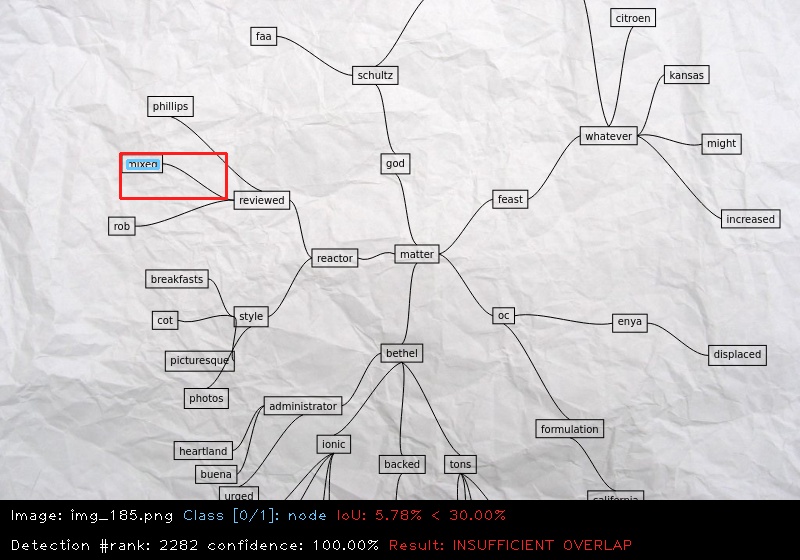 citroen
faa
kansas
schultz
phillips
whatever
might
mixed
god
reviewed
feast
increased
rob
matter
reactor
breakfasts
style
cot
oc
enya
displaced
bethel
picturesque
photos
administrator
formulation
ionic
heartland
backed
tons
buena
urged
california
Image: img_185.png Class [0/1]: node IoU: 5.78% < 30.00%
Detection #rank: 2282 confidence: 100.00% Result: INSUFFICIENT OVERLAP